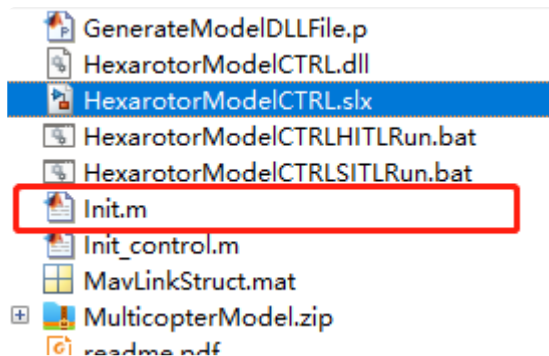 GenerateModelDLLFile.p
HexarotorModelCTRL.dll
HexarotorModelCTRL.slx
HexarotorModelCTRLHITLRun.bat
HexarotorModelCTRLSITLRun.bat
Init.m
Init_control.m
MavLinkStruct.mat
MulticopterModel.zip
readme.pdf